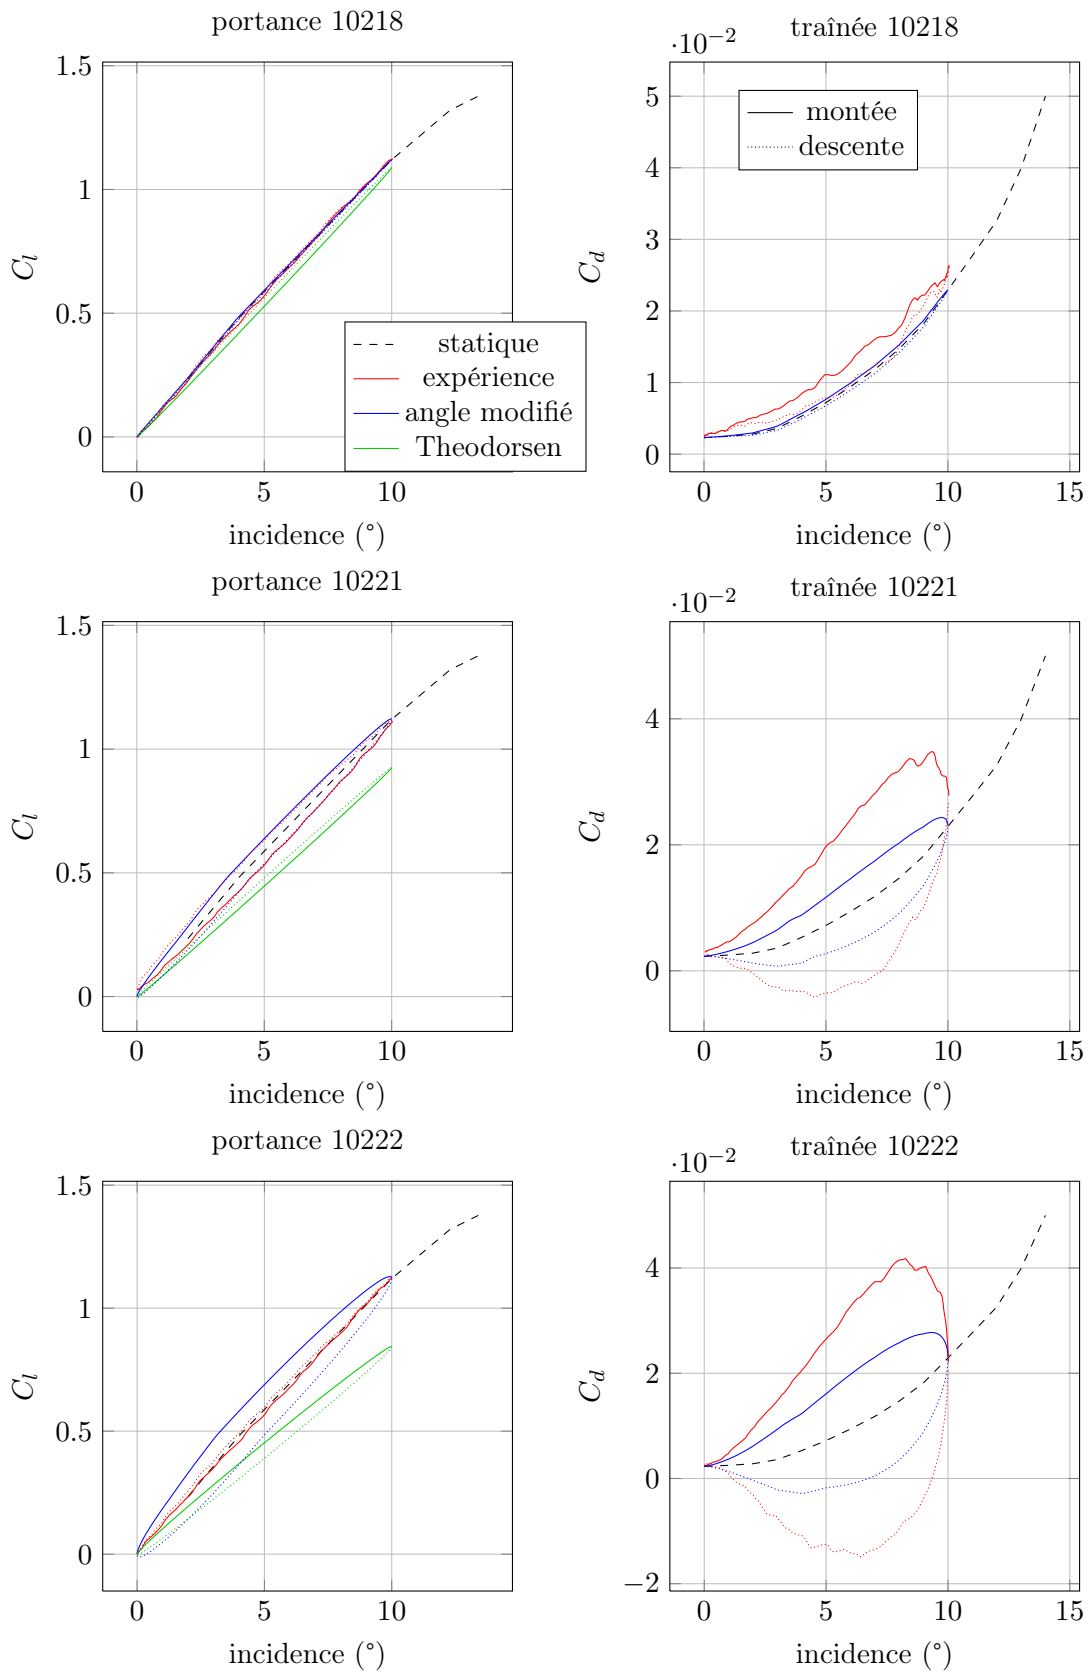 portance 10218
1.5
1
0.5
0
C_l
0 5 10
incidence (°)
statique
expérience
angle modifié
Theodorsen
traînée 10218
·10⁻²
5
4
3
2
1
0
C_d
0 5 10 15
incidence (°)
montée
descente
portance 10221
1.5
1
0.5
0
C_l
0 5 10
incidence (°)
traînée 10221
·10⁻²
4
2
0
C_d
0 5 10 15
incidence (°)
portance 10222
1.5
1
0.5
0
C_l
0 5 10
incidence (°)
traînée 10222
·10⁻²
4
2
0
−2
C_d
0 5 10 15
incidence (°)